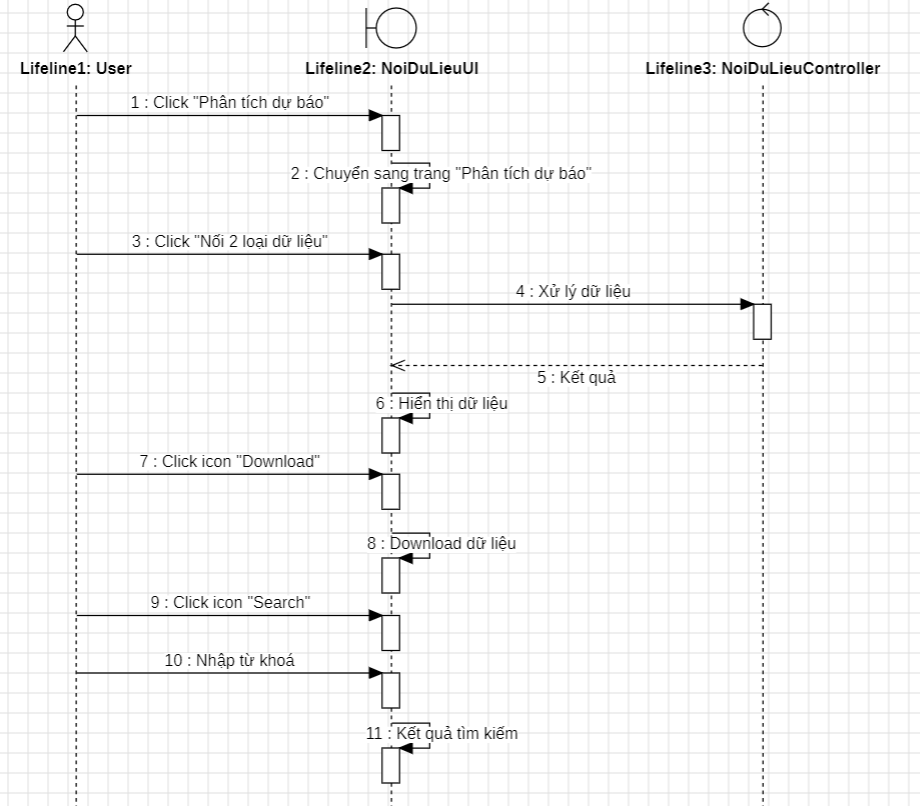 Lifeline1: User
Lifeline2: NoiDuLieuUI
Lifeline3: NoiDuLieuController
1 : Click "Phân tích dự báo"
2 : Chuyển sang trang "Phân tích dự báo"
3 : Click "Nối 2 loại dữ liệu"
4 : Xử lý dữ liệu
5 : Kết quả
6 : Hiển thị dữ liệu
7 : Click icon "Download"
8 : Download dữ liệu
9 : Click icon "Search"
10 : Nhập từ khoá
11 : Kết quả tìm kiếm